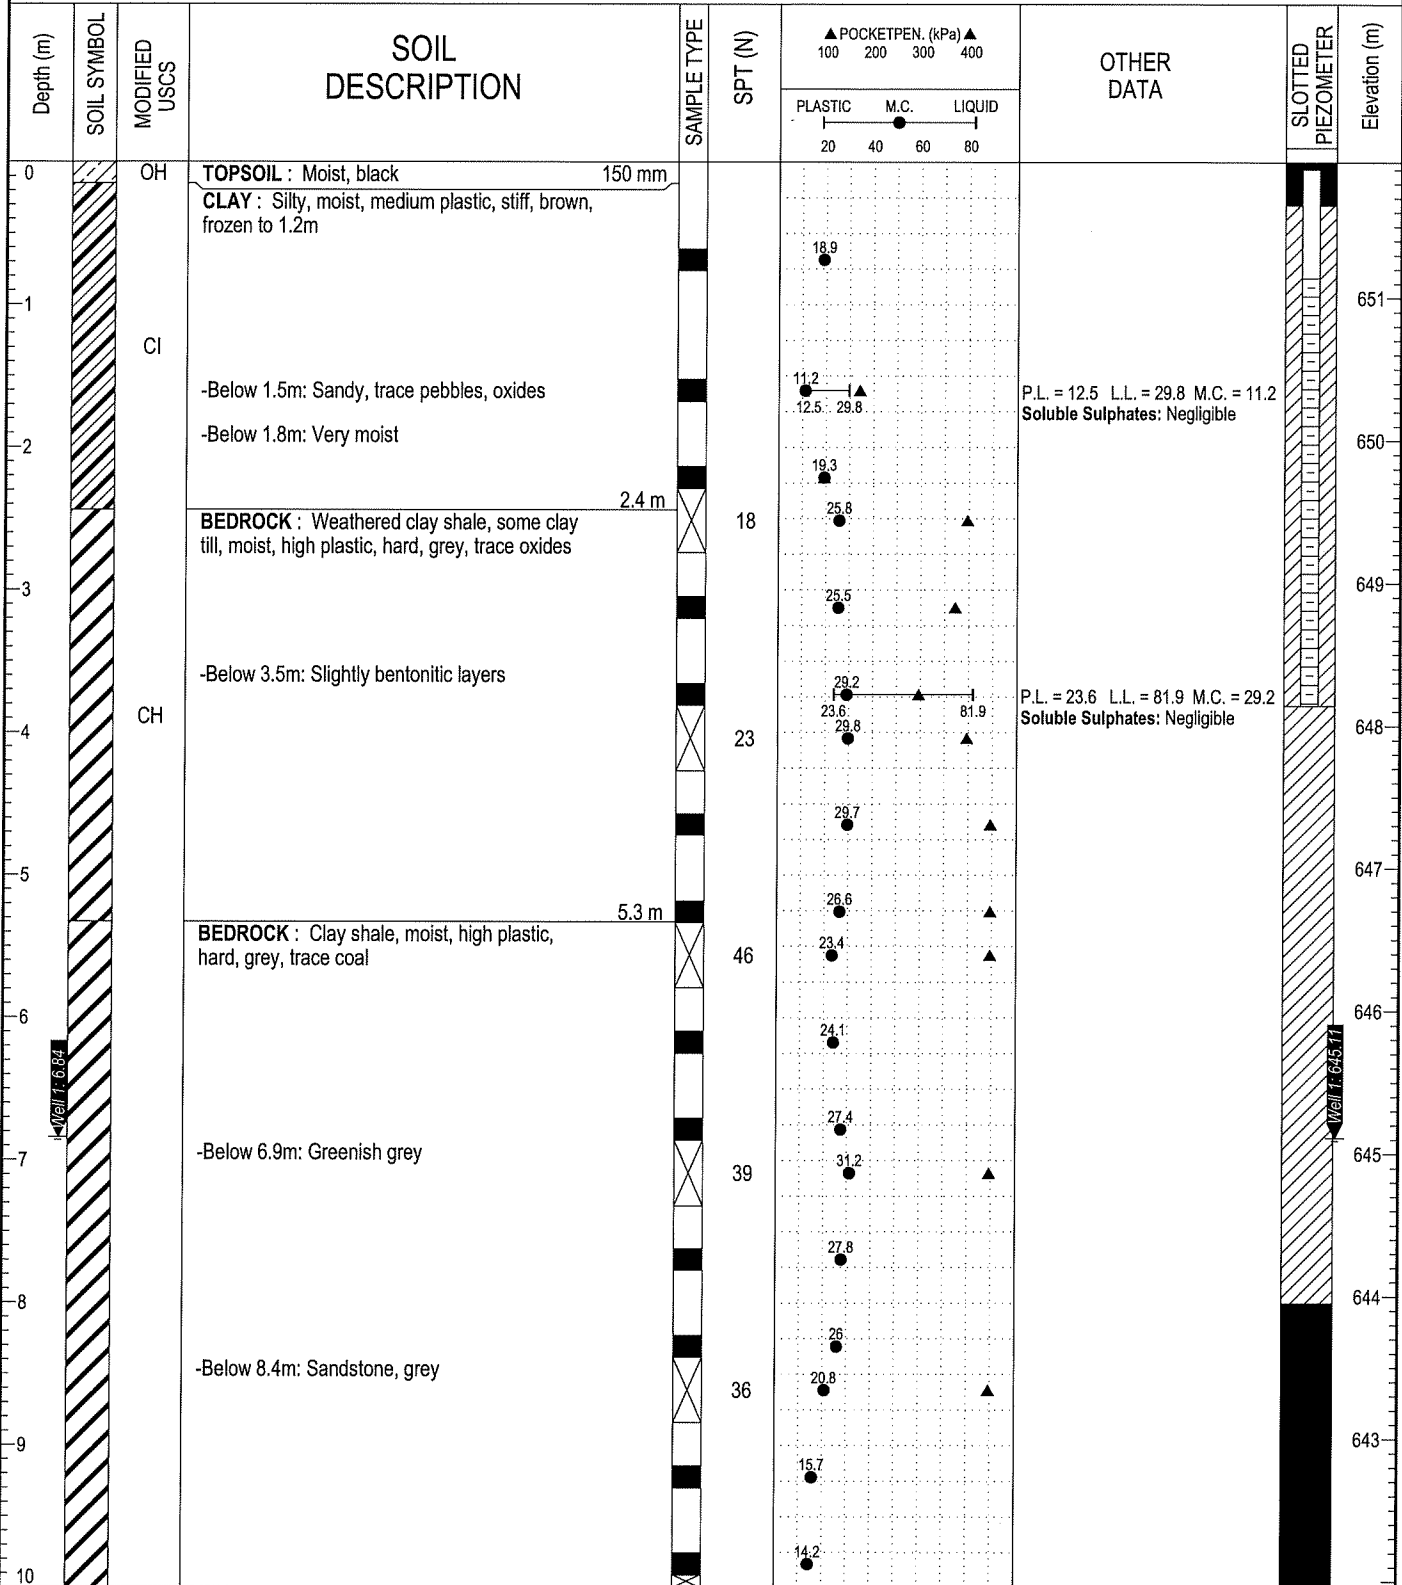 Depth (m)
SOIL SYMBOL
MODIFIED
USCS
SOIL
DESCRIPTION
SAMPLE TYPE
SPT (N)
▲ POCKETPEN. (kPa) ▲
100 200 300 400
PLASTIC M.C. LIQUID
20 40 60 80
OTHER
DATA
SLOTTED
PIEZOMETER
Elevation (m)
0
OH
TOPSOIL : Moist, black 150 mm
CLAY : Silty, moist, medium plastic, stiff, brown,
frozen to 1.2m
18.9
1
651
CI
11.2
-Below 1.5m: Sandy, trace pebbles, oxides
12.5 29.8
P.L. = 12.5 L.L. = 29.8 M.C. = 11.2
Soluble Sulphates: Negligible
-Below 1.8m: Very moist
2
650
19.3
2.4 m
BEDROCK : Weathered clay shale, some clay
till, moist, high plastic, hard, grey, trace oxides
18
25.8
3
649
25.5
-Below 3.5m: Slightly bentonitic layers
29.2
23.6 81.9
P.L. = 23.6 L.L. = 81.9 M.C. = 29.2
Soluble Sulphates: Negligible
CH
29.8
4
23
648
29.7
5
647
26.6
5.3 m
BEDROCK : Clay shale, moist, high plastic,
hard, grey, trace coal
23.4
46
6
646
24.1
Well 1: 6.84
Well 1: 645.11
27.4
-Below 6.9m: Greenish grey
7
645
31.2
39
27.8
8
644
26
-Below 8.4m: Sandstone, grey
20.8
36
9
643
15.7
14.2
10